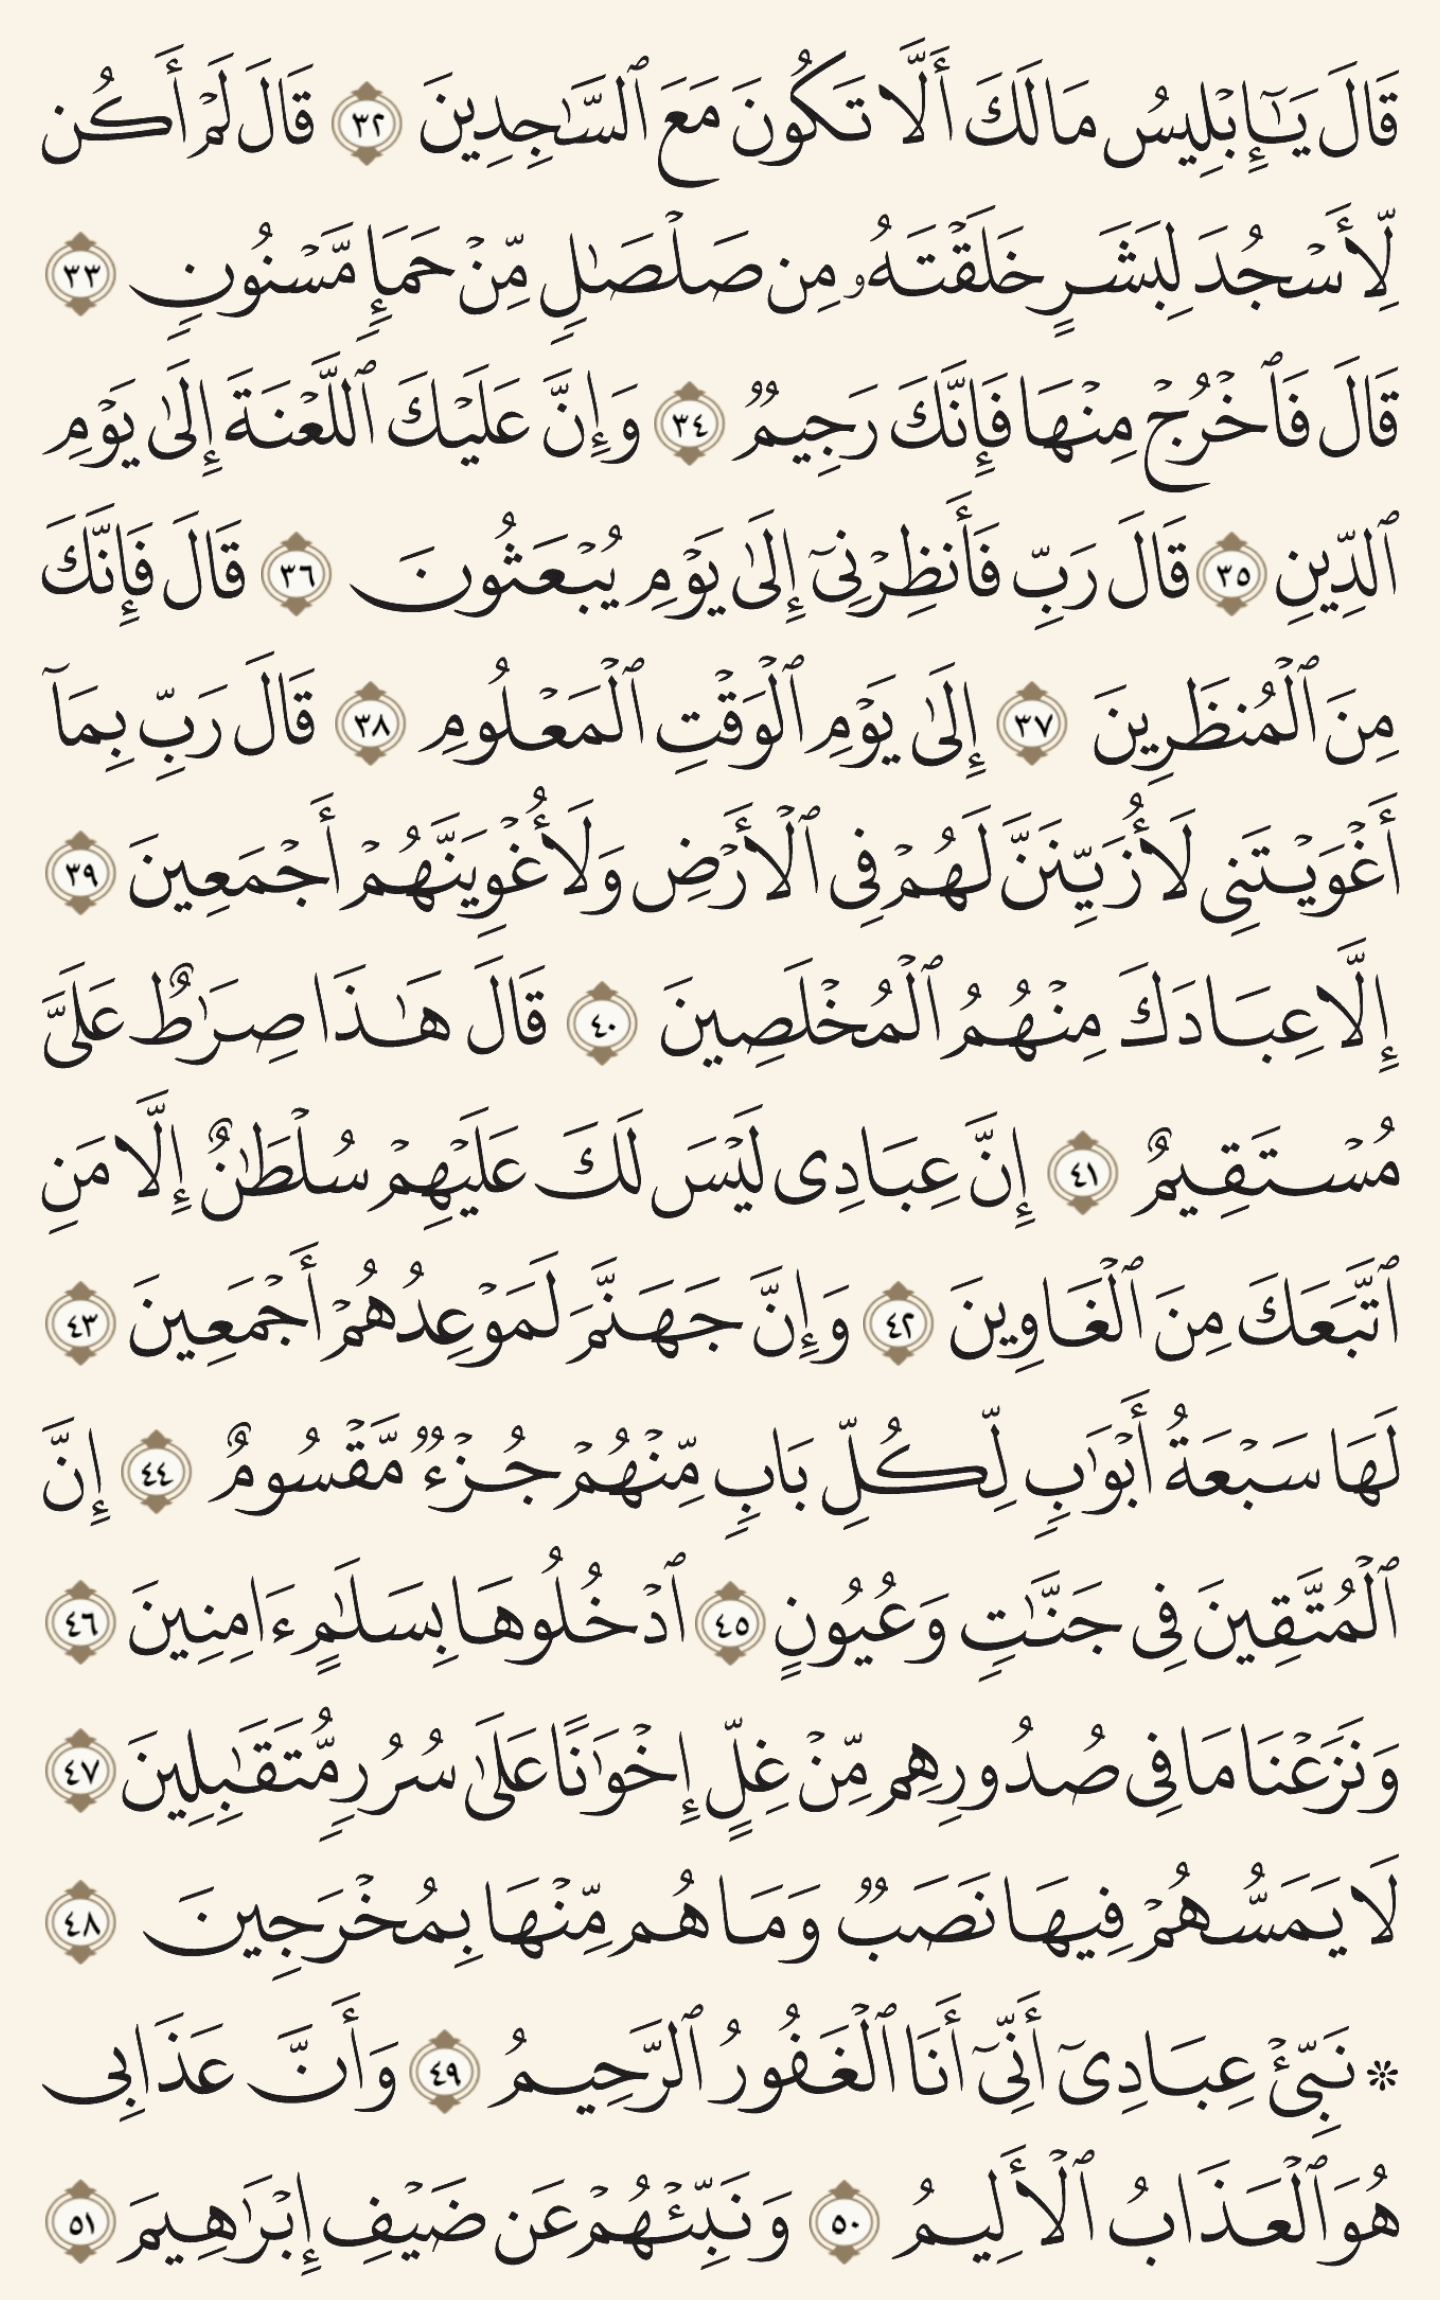 قَالَ يَـٰٓإِبْلِيسُ مَا لَكَ أَلَّا تَكُونَ مَعَ ٱلسَّـٰجِدِينَ ٣٢ قَالَ لَمْ أَكُن
لِّأَسْجُدَ لِبَشَرٍ خَلَقْتَهُۥ مِن صَلْصَـٰلٍ مِّنْ حَمَإٍ مَّسْنُونٍ ٣٣
قَالَ فَٱخْرُجْ مِنْهَا فَإِنَّكَ رَجِيمٌ ٣٤ وَإِنَّ عَلَيْكَ ٱللَّعْنَةَ إِلَىٰ يَوْمِ
ٱلدِّينِ ٣٥ قَالَ رَبِّ فَأَنظِرْنِىٓ إِلَىٰ يَوْمِ يُبْعَثُونَ ٣٦ قَالَ فَإِنَّكَ
مِنَ ٱلْمُنظَرِينَ ٣٧ إِلَىٰ يَوْمِ ٱلْوَقْتِ ٱلْمَعْلُومِ ٣٨ قَالَ رَبِّ بِمَآ
أَغْوَيْتَنِى لَأُزَيِّنَنَّ لَهُمْ فِى ٱلْأَرْضِ وَلَأُغْوِيَنَّهُمْ أَجْمَعِينَ ٣٩
إِلَّا عِبَادَكَ مِنْهُمُ ٱلْمُخْلَصِينَ ٤٠ قَالَ هَـٰذَا صِرَٰطٌ عَلَىَّ
مُسْتَقِيمٌ ٤١ إِنَّ عِبَادِى لَيْسَ لَكَ عَلَيْهِمْ سُلْطَـٰنٌ إِلَّا مَنِ
ٱتَّبَعَكَ مِنَ ٱلْغَاوِينَ ٤٢ وَإِنَّ جَهَنَّمَ لَمَوْعِدُهُمْ أَجْمَعِينَ ٤٣
لَهَا سَبْعَةُ أَبْوَٰبٍ لِّكُلِّ بَابٍ مِّنْهُمْ جُزْءٌ مَّقْسُومٌ ٤٤ إِنَّ
ٱلْمُتَّقِينَ فِى جَنَّـٰتٍ وَعُيُونٍ ٤٥ ٱدْخُلُوهَا بِسَلَـٰمٍ ءَامِنِينَ ٤٦
وَنَزَعْنَا مَا فِى صُدُورِهِم مِّنْ غِلٍّ إِخْوَٰنًا عَلَىٰ سُرُرٍ مُّتَقَـٰبِلِينَ ٤٧
لَا يَمَسُّهُمْ فِيهَا نَصَبٌ وَمَا هُم مِّنْهَا بِمُخْرَجِينَ ٤٨
۞ نَبِّئْ عِبَادِىٓ أَنِّىٓ أَنَا ٱلْغَفُورُ ٱلرَّحِيمُ ٤٩ وَأَنَّ عَذَابِى
هُوَ ٱلْعَذَابُ ٱلْأَلِيمُ ٥٠ وَنَبِّئْهُمْ عَن ضَيْفِ إِبْرَٰهِيمَ ٥١